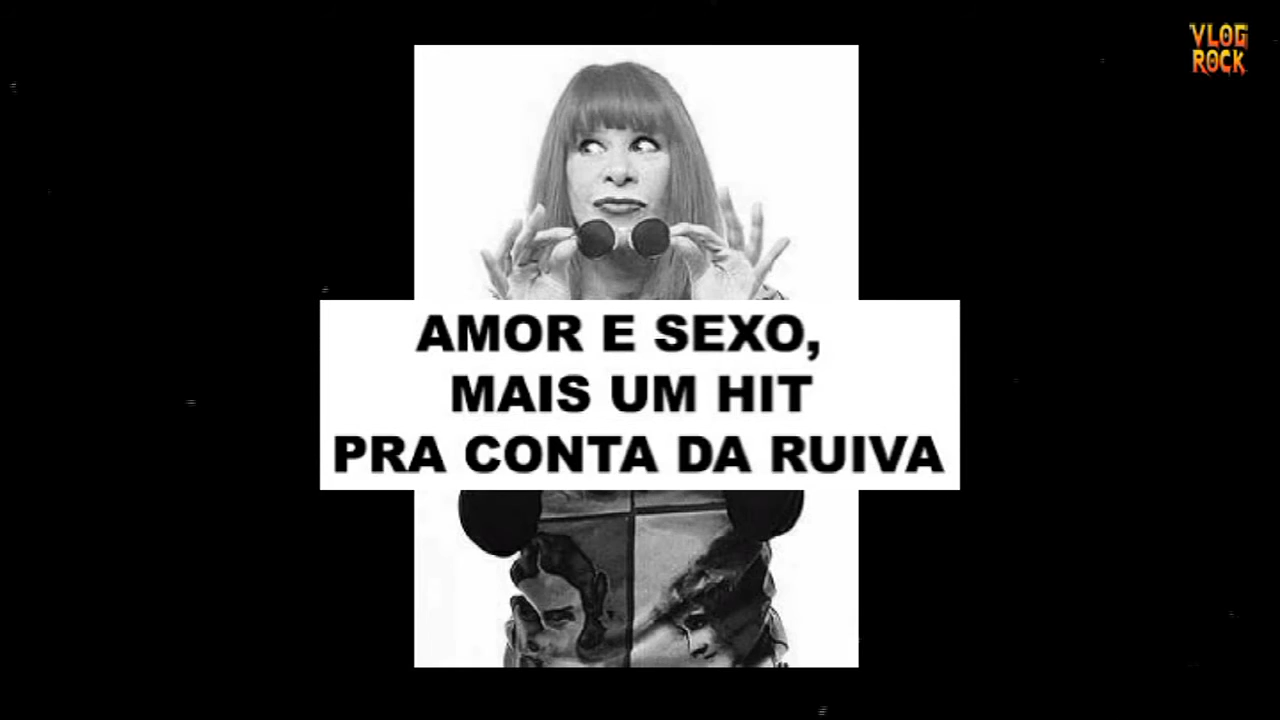 VLOG
ROCK
AMOR E SEXO,
MAIS UM HIT
PRA CONTA DA RUIVA